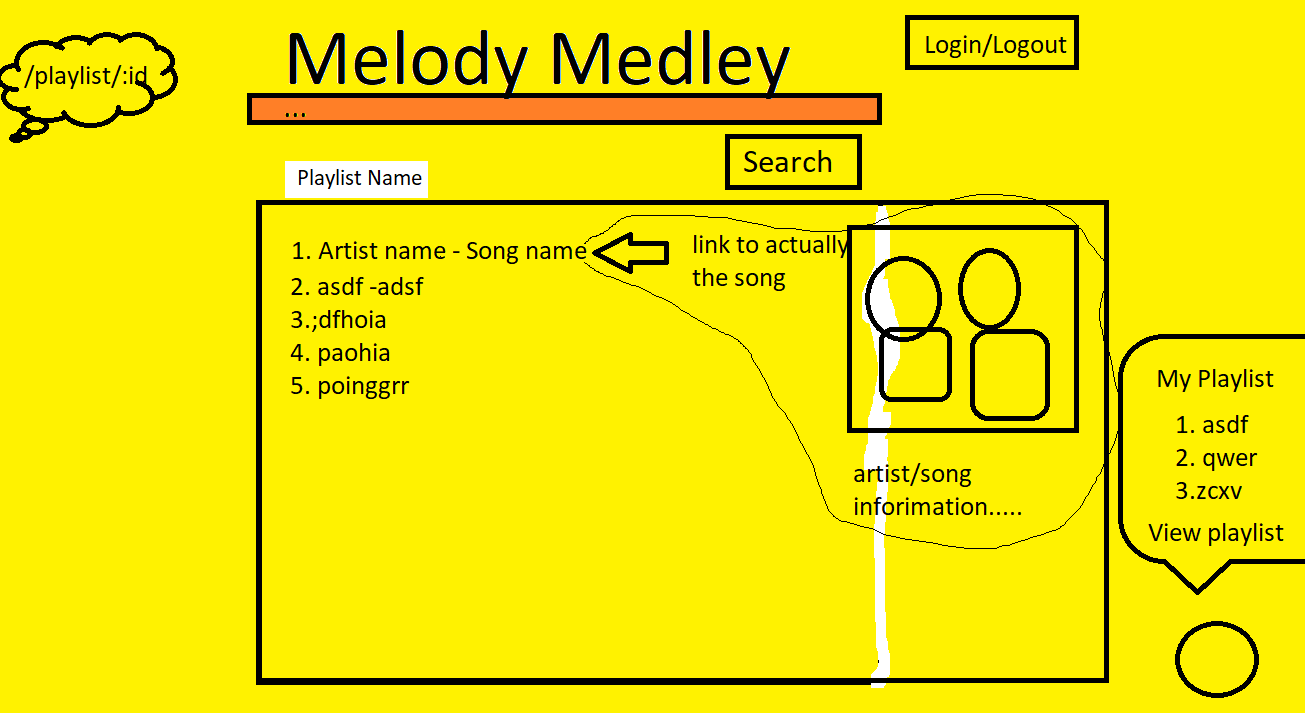 /playlist/:id
Melody Medley
Login/Logout
...
Search
Playlist Name
1. Artist name - Song name
2. asdf -adsf
3.;dfhoia
4. paohia
5. poinggrr
link to actually
the song
artist/song
inforimation.....
My Playlist
1. asdf
2. qwer
3.zcxv
View playlist